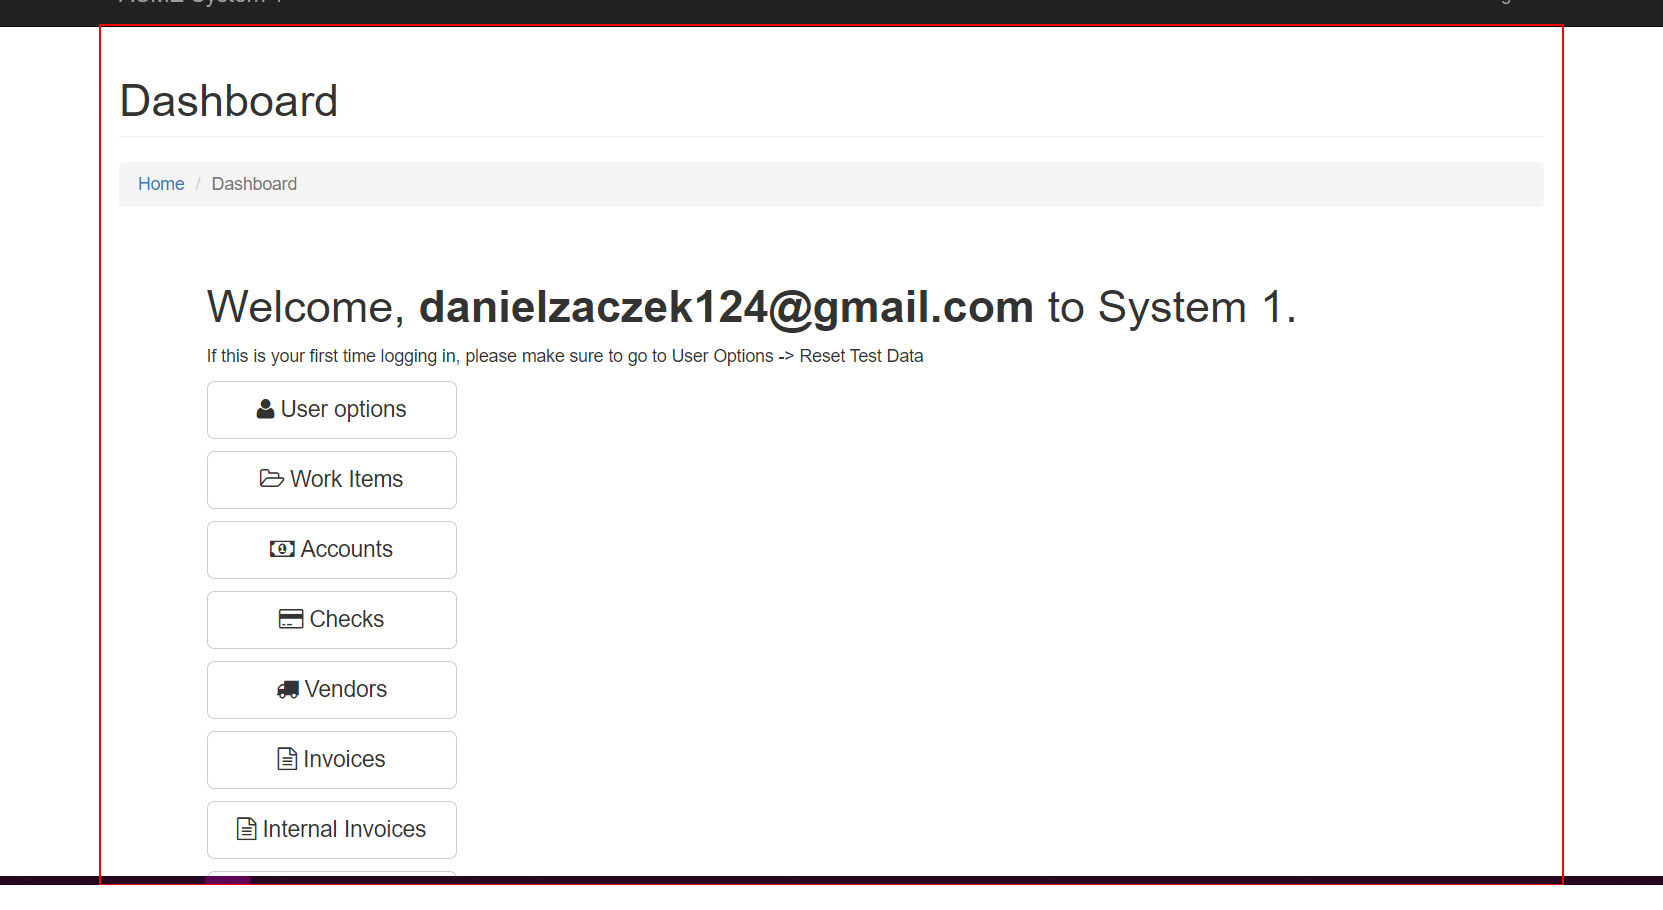 Dashboard
Home / Dashboard
Welcome, danielzaczek124@gmail.com to System 1.
If this is your first time logging in, please make sure to go to User Options -> Reset Test Data
User options
Work Items
Accounts
Checks
Vendors
Invoices
Internal Invoices